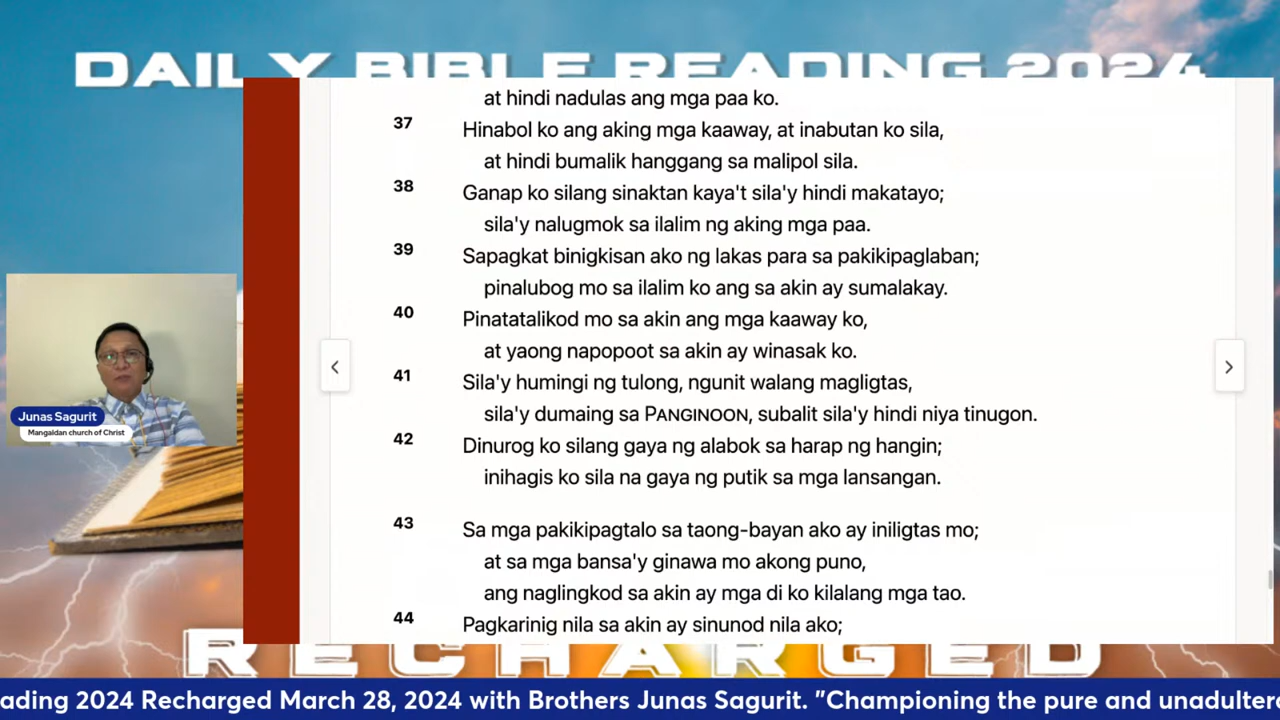 DAILY BIBLE READING 2024
at hindi nadulas ang mga paa ko.
37 Hinabol ko ang aking mga kaaway, at inabutan ko sila,
at hindi bumalik hanggang sa malipol sila.
38 Ganap ko silang sinaktan kaya't sila'y hindi makatayo;
sila'y nalugmok sa ilalim ng aking mga paa.
39 Sapagkat binigkisan ako ng lakas para sa pakikipaglaban;
pinalubog mo sa ilalim ko ang sa akin ay sumalakay.
40 Pinatatalikod mo sa akin ang mga kaaway ko,
at yaong napopoot sa akin ay winasak ko.
41 Sila'y humingi ng tulong, ngunit walang magligtas,
sila'y dumaing sa PANGINOON, subalit sila'y hindi niya tinugon.
42 Dinurog ko silang gaya ng alabok sa harap ng hangin;
inihagis ko sila na gaya ng putik sa mga lansangan.
43 Sa mga pakikipagtalo sa taong-bayan ako ay iniligtas mo;
at sa mga bansa'y ginawa mo akong puno,
ang naglingkod sa akin ay mga di ko kilalang mga tao.
44 Pagkarinig nila sa akin ay sinunod nila ako;
Junas Sagurit
Mangaldan church of Christ
RECHARGED
ading 2024 Recharged March 28, 2024 with Brothers Junas Sagurit. "Championing the pure and unadultera